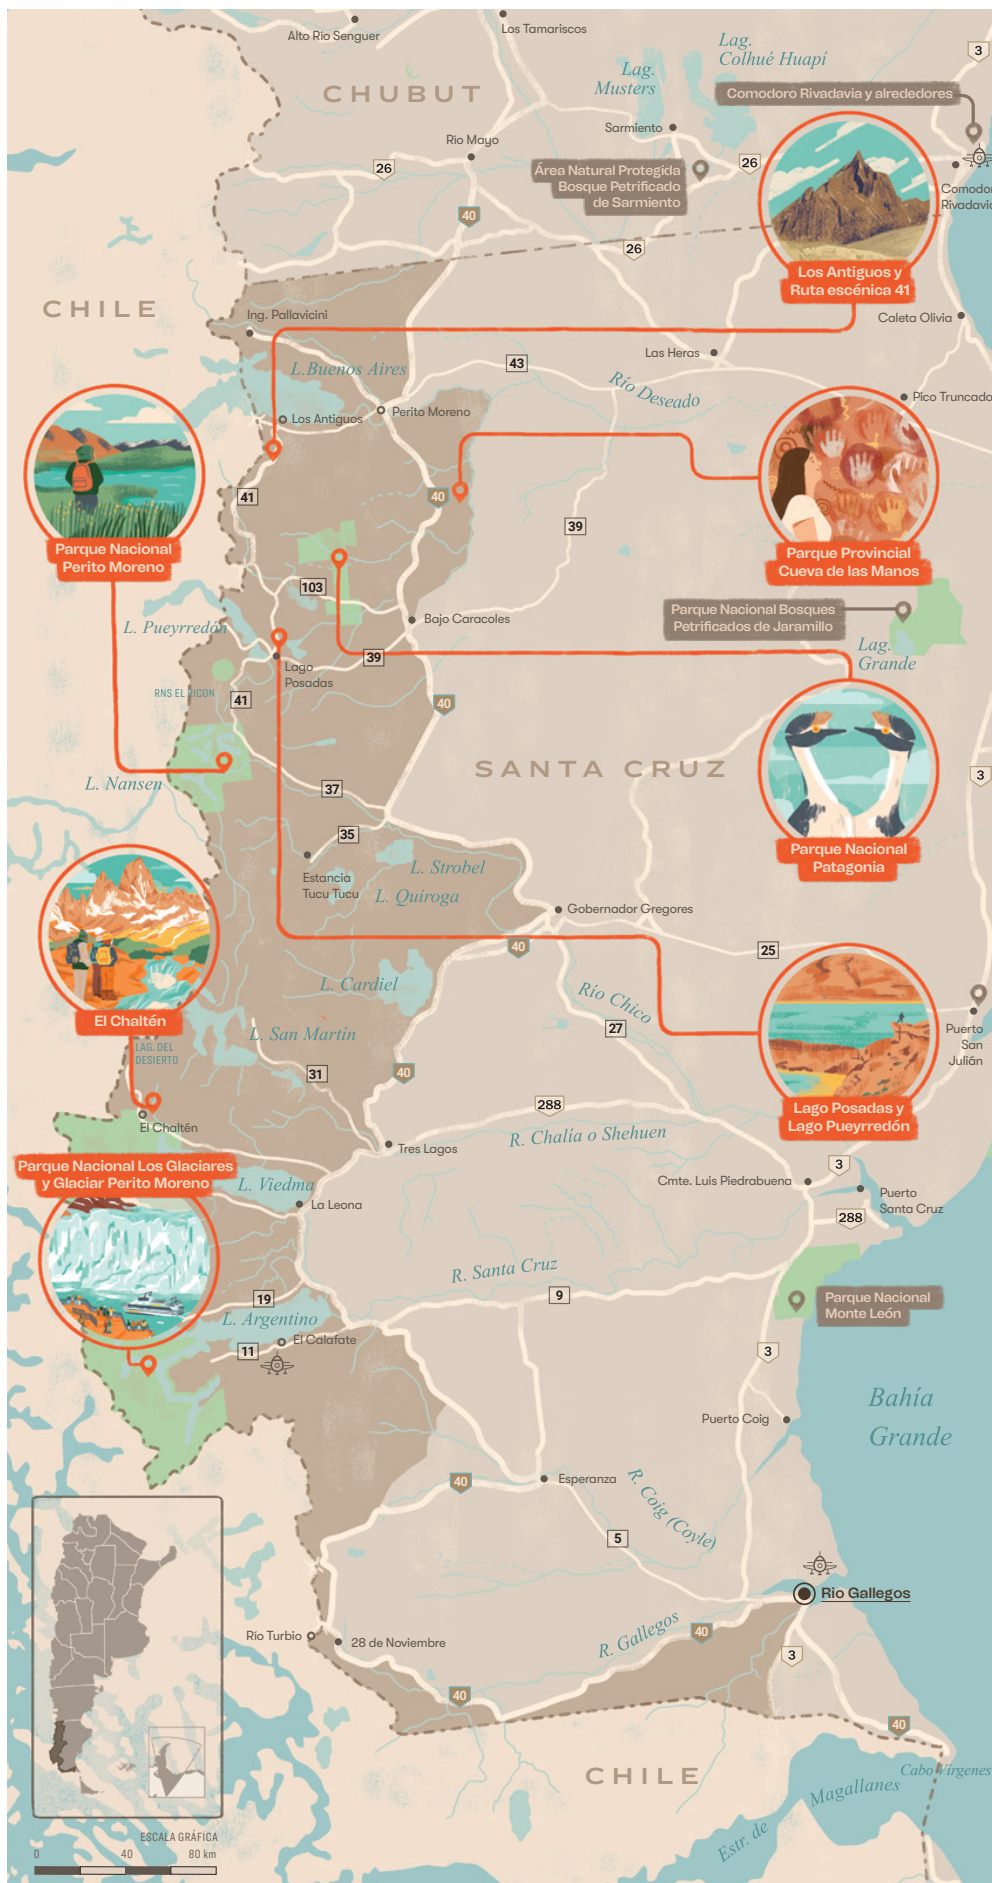 Los Tamariscos
Alto Río Senguer
Lag.
Colhué Huapí
3
Lag.
Musters
CHUBUT
Comodoro Rivadavia y alrededores
Sarmiento
Río Mayo
26
26
Área Natural Protegida
Bosque Petrificado
de Sarmiento
Comodor
Rivadavia
40
26
Los Antiguos y
Ruta escénica 41
CHILE
Ing. Pallavicini
Caleta Olivia
Las Heras
43
L.Buenos Aires
Río Deseado
Pico Truncado
Los Antiguos
Perito Moreno
41
40
39
Parque Nacional
Perito Moreno
Parque Provincial
Cueva de las Manos
103
Parque Nacional Bosques
Petrificados de Jaramillo
Bajo Caracoles
L. Pueyrredón
Lag.
Grande
39
Lago
Posadas
RNS EL RICON
41
40
SANTA CRUZ
3
L. Nansen
37
35
Parque Nacional
Patagonia
L. Strobel
Estancia
Tucu Tucu
L. Quiroga
Gobernador Gregores
40
25
L. Cardiel
Río Chico
El Chaltén
27
Puerto
San
Julián
L. San Martín
LAG. DEL
DESIERTO
31
40
288
Lago Posadas y
Lago Pueyrredón
El Chaltén
R. Chalía o Shehuen
Tres Lagos
Parque Nacional Los Glaciares
y Glaciar Perito Moreno
3
Cmte. Luis Piedrabuena
L. Viedma
La Leona
Puerto
Santa Cruz
288
R. Santa Cruz
9
19
Parque Nacional
Monte León
L. Argentino
El Calafate
11
3
Bahía
Grande
Puerto Coig
Esperanza
40
R. Coig (Coyle)
5
Rio Gallegos
Río Turbio
28 de Noviembre
R. Gallegos
40
3
40
40
CHILE
Cabo Vírgenes
Estr. de Magallanes
ESCALA GRÁFICA
0 40 80 km